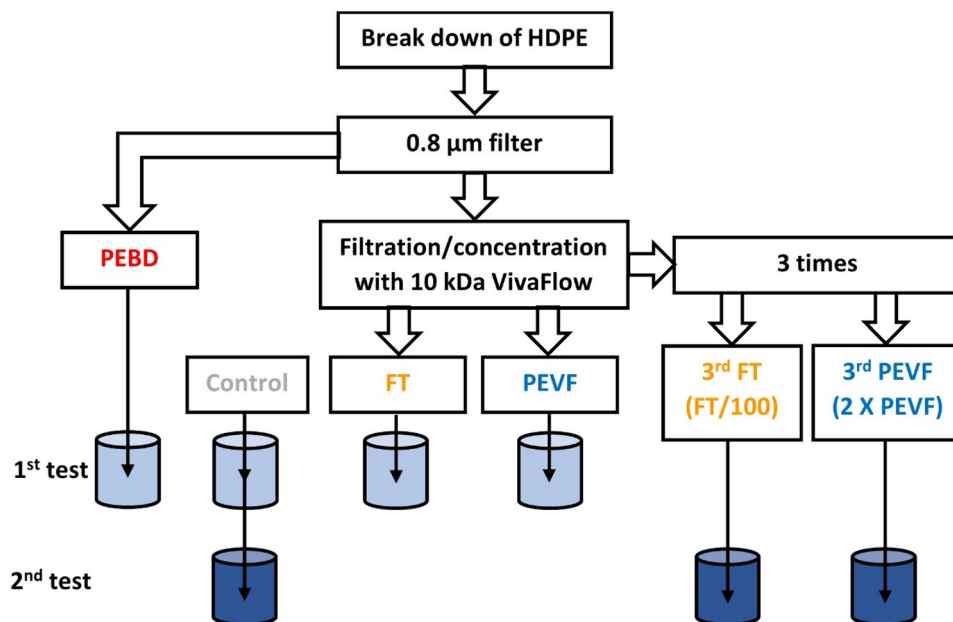 Break down of HDPE
0.8 µm filter
PEBD
Filtration/concentration
with 10 kDa VivaFlow
3 times
Control
FT
PEVF
3rd FT
(FT/100)
3rd PEVF
(2 X PEVF)
1st test
2nd test